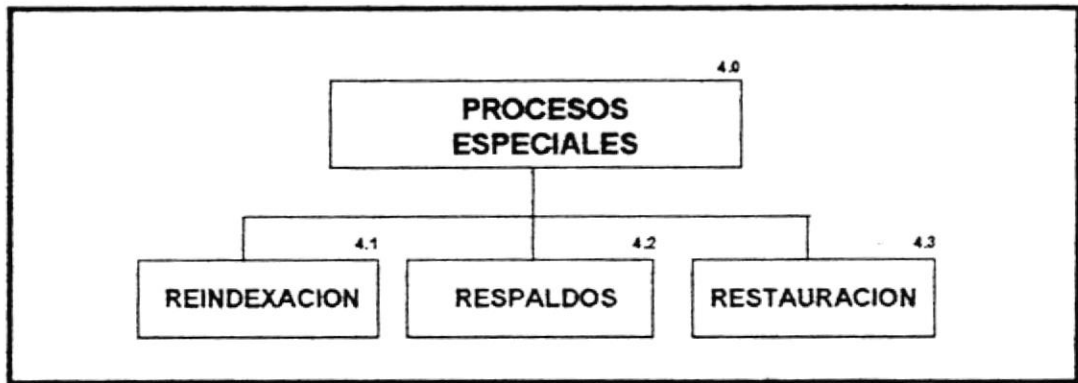 4.0
PROCESOS
ESPECIALES
4.1
4.2
4.3
REINDEXACION
RESPALDOS
RESTAURACION